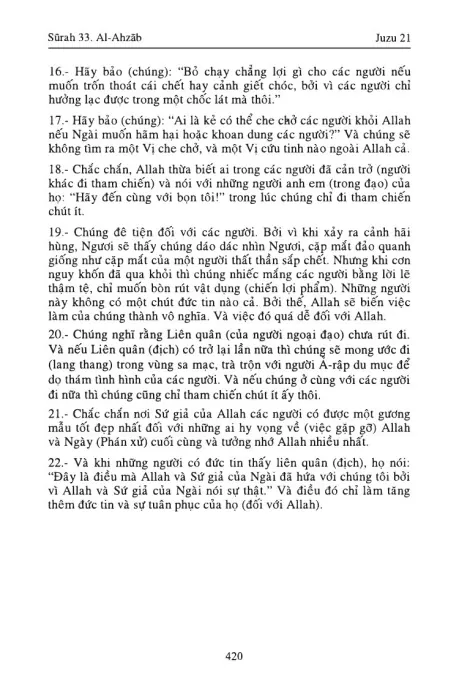 Sūrah 33. Al-Ahzāb Juzu 21
16.- Hãy bảo (chúng): “Bỏ chạy chẳng lợi gì cho các người nếu
muốn trốn thoát cái chết hay cảnh giết chóc, bởi vì các người chỉ
hưởng lạc được trong một chốc lát mà thôi.”
17.- Hãy bảo (chúng): “Ai là kẻ có thể che chở các người khỏi Allah
nếu Ngài muốn hãm hại hoặc khoan dung các người?” Và chúng sẽ
không tìm ra một Vị che chở, và một Vị cứu tinh nào ngoài Allah cả.
18.- Chắc chắn, Allah thừa biết ai trong các người đã cản trở (người
khác đi tham chiến) và nói với những người anh em (trong đạo) của
họ: “Hãy đến cùng với bọn tôi!” trong lúc chúng chỉ đi tham chiến
chút ít.
19.- Chúng đê tiện đối với các người. Bởi vì khi xảy ra cảnh hãi
hùng, Ngươi sẽ thấy chúng dáo dác nhìn Ngươi, cặp mắt đảo quanh
giống như cặp mắt của một người thất thần sắp chết. Nhưng khi cơn
nguy khốn đã qua khỏi thì chúng nhiếc mắng các người bằng lời lẽ
thậm tệ, chỉ muốn bòn rút vật dụng (chiến lợi phẩm). Những người
này không có một chút đức tin nào cả. Bởi thế, Allah sẽ biến việc
làm của chúng thành vô nghĩa. Và việc đó quá dễ đối với Allah.
20.- Chúng nghĩ rằng Liên quân (của người ngoại đạo) chưa rút đi.
Và nếu Liên quân (địch) có trở lại lần nữa thì chúng sẽ mong ước đi
(lang thang) trong vùng sa mạc, trà trộn với người Ả-rập du mục để
dọ thám tình hình của các người. Và nếu chúng ở cùng với các người
đi nữa thì chúng cũng chỉ tham chiến chút ít ấy thôi.
21.- Chắc chắn nơi Sứ giả của Allah các người có được một gương
mẫu tốt đẹp nhất đối với những ai hy vọng về (việc gặp gỡ) Allah
và Ngày (Phán xử) cuối cùng và tưởng nhớ Allah nhiều nhất.
22.- Và khi những người có đức tin thấy liên quân (địch), họ nói:
“Đây là điều mà Allah và Sứ giả của Ngài đã hứa với chúng tôi bởi
vì Allah và Sứ giả của Ngài nói sự thật.” Và điều đó chỉ làm tăng
thêm đức tin và sự tuân phục của họ (đối với Allah).
420